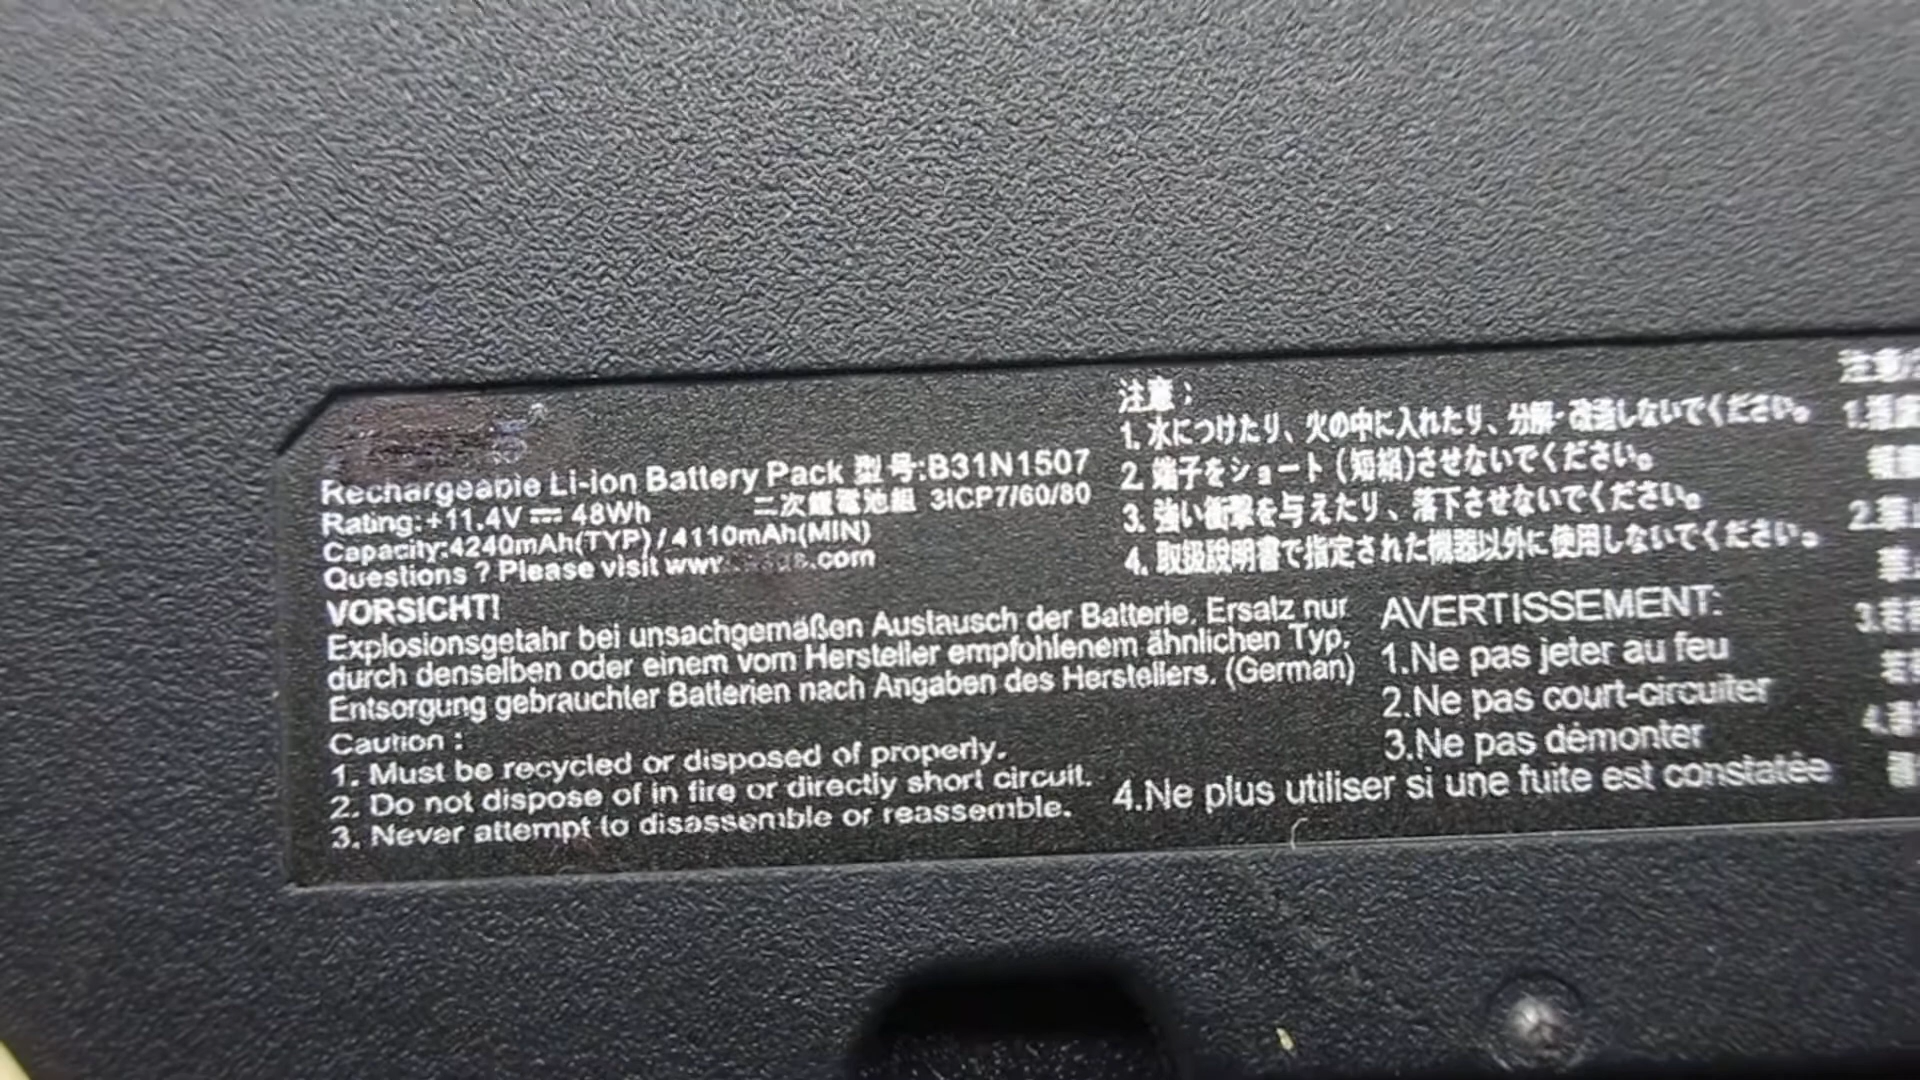 Rechargeable Li-ion Battery Pack 型号:B31N1507
Rating:+11.4V ⎓ 48Wh 二次鋰電池組 3ICP7/60/80
Capacity:4240mAh(TYP)/4110mAh(MIN)
Questions ? Please visit .com
VORSICHT!
Explosionsgetahr bei unsachgemäßen Austausch der Batterie. Ersatz nur
durch denselben oder einem vom Hersteller empfohlenem ähnlichen Typ.
Entsorgung gebrauchter Batterien nach Angaben des Herstellers. (German)
Caution :
1. Must be recycled or disposed of properly.
2. Do not dispose of in fire or directly short circuit.
3. Never attempt to disassemble or reassemble.
注意：
1. 水につけたり、火の中に入れたり、分解・改造しないでください。
2. 端子をショート（短絡)させないでください。
3. 強い衝撃を与えたり、落下させないでください。
4. 取扱説明書で指定された機器以外に使用しないでください。
AVERTISSEMENT:
1.Ne pas jeter au feu
2.Ne pas court-circuiter
3.Ne pas démonter
4.Ne plus utiliser si une fuite est constatée
注意
1.
2.
3.若
4.